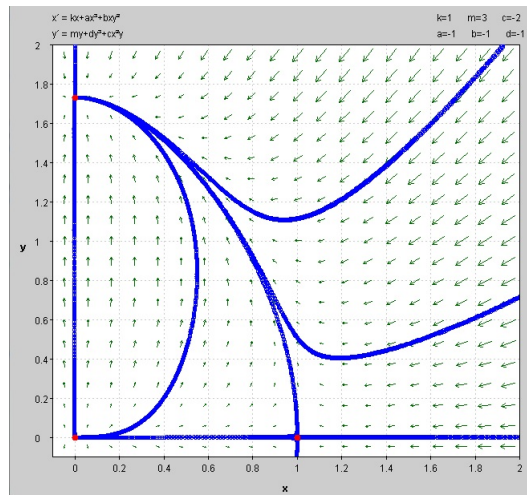 x' = kx+ax³+bxy² k=1 m=3 c=-2
y' = my+dy³+cx²y a=-1 b=-1 d=-1
2
1.8
1.6
1.4
1.2
1
y
0.8
0.6
0.4
0.2
0
0 0.2 0.4 0.6 0.8 1 1.2 1.4 1.6 1.8 2
x